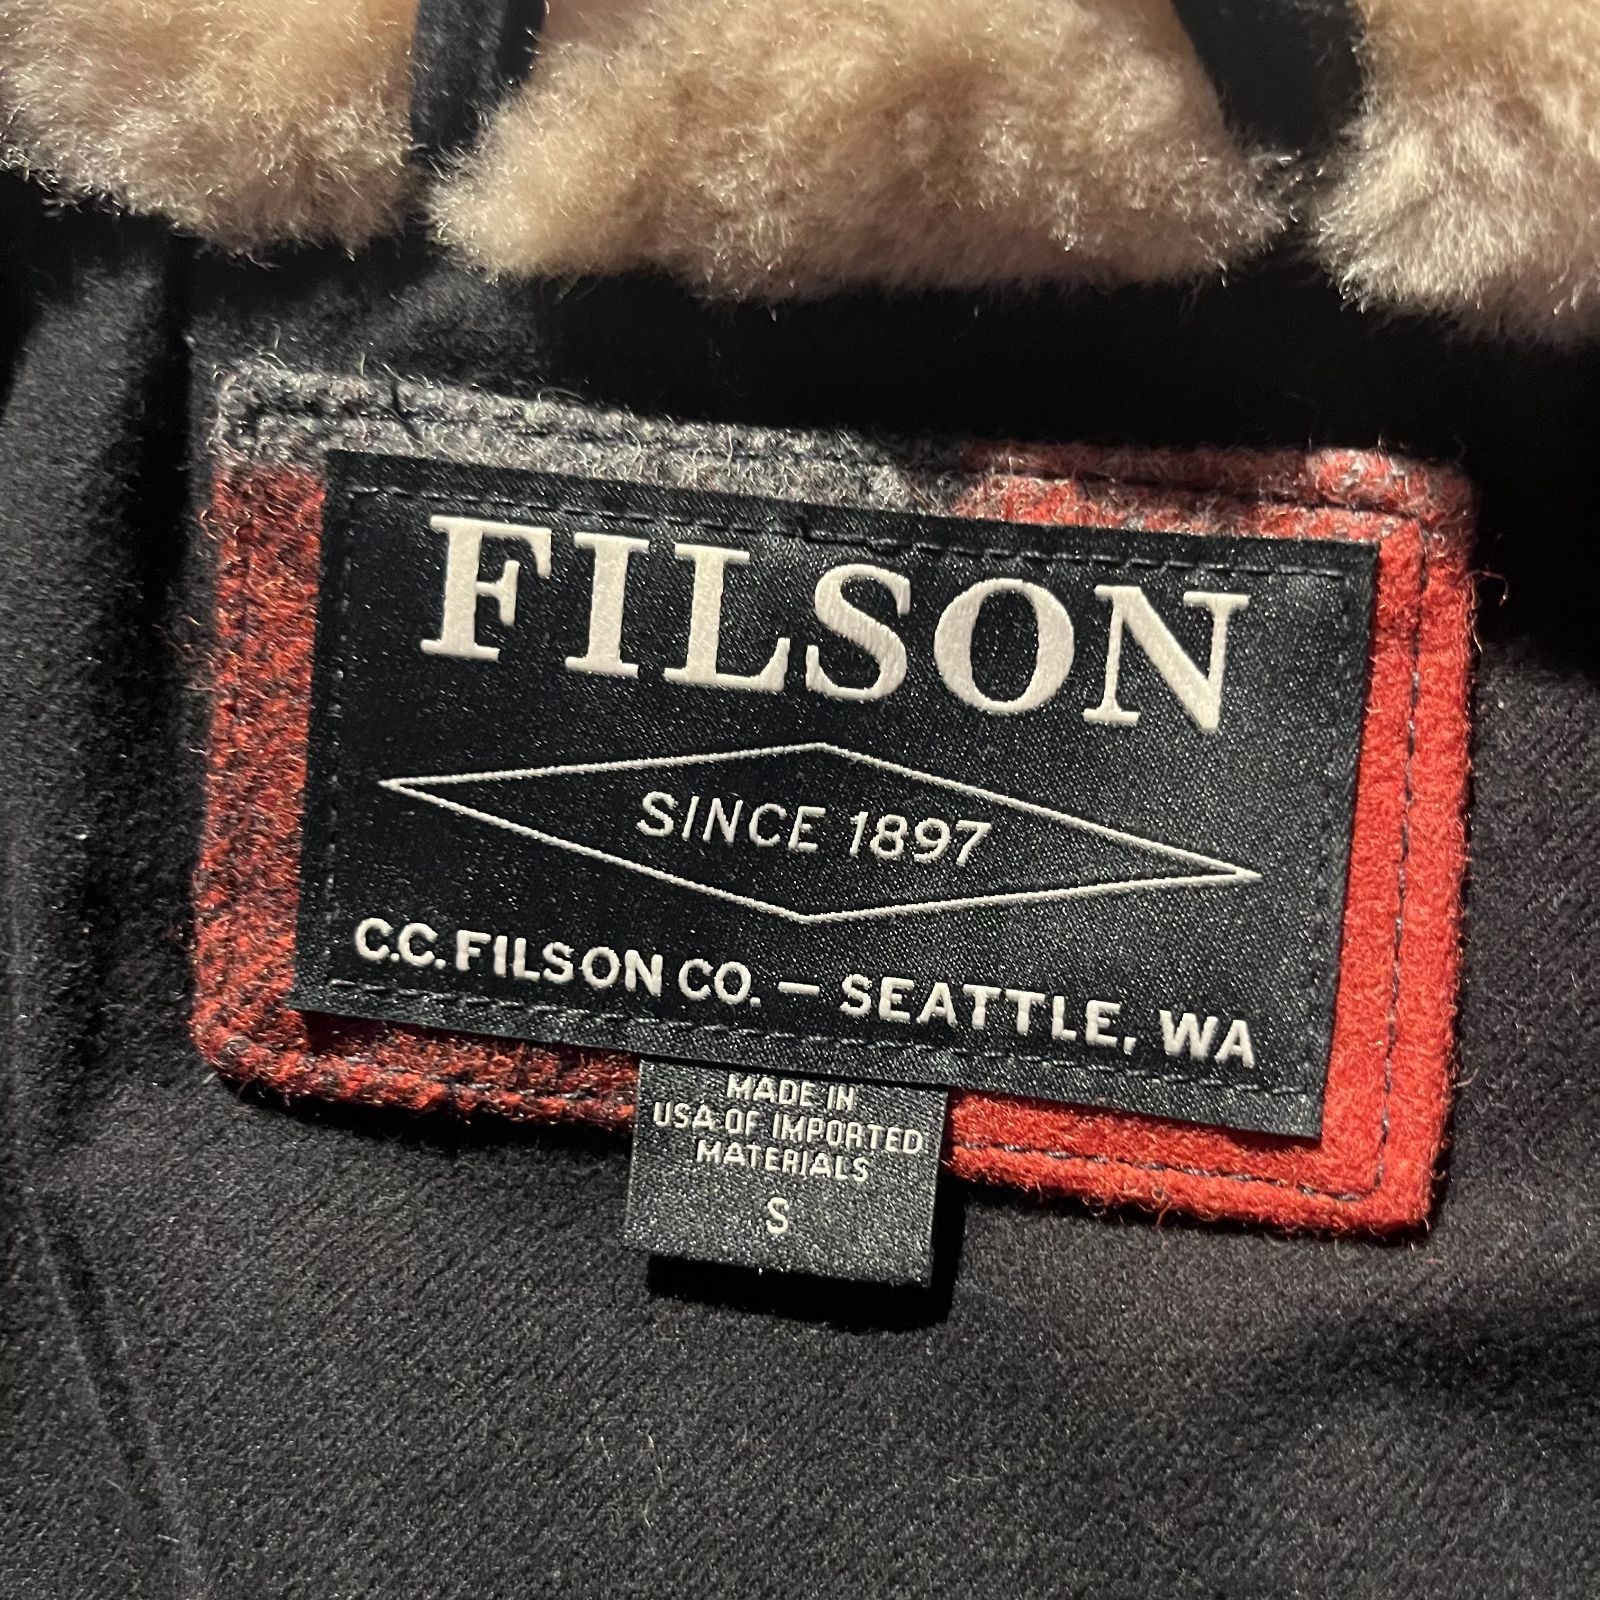 FILSON
SINCE 1897
C.C. FILSON CO. – SEATTLE, WA
MADE IN
USA OF IMPORTED
MATERIALS
S